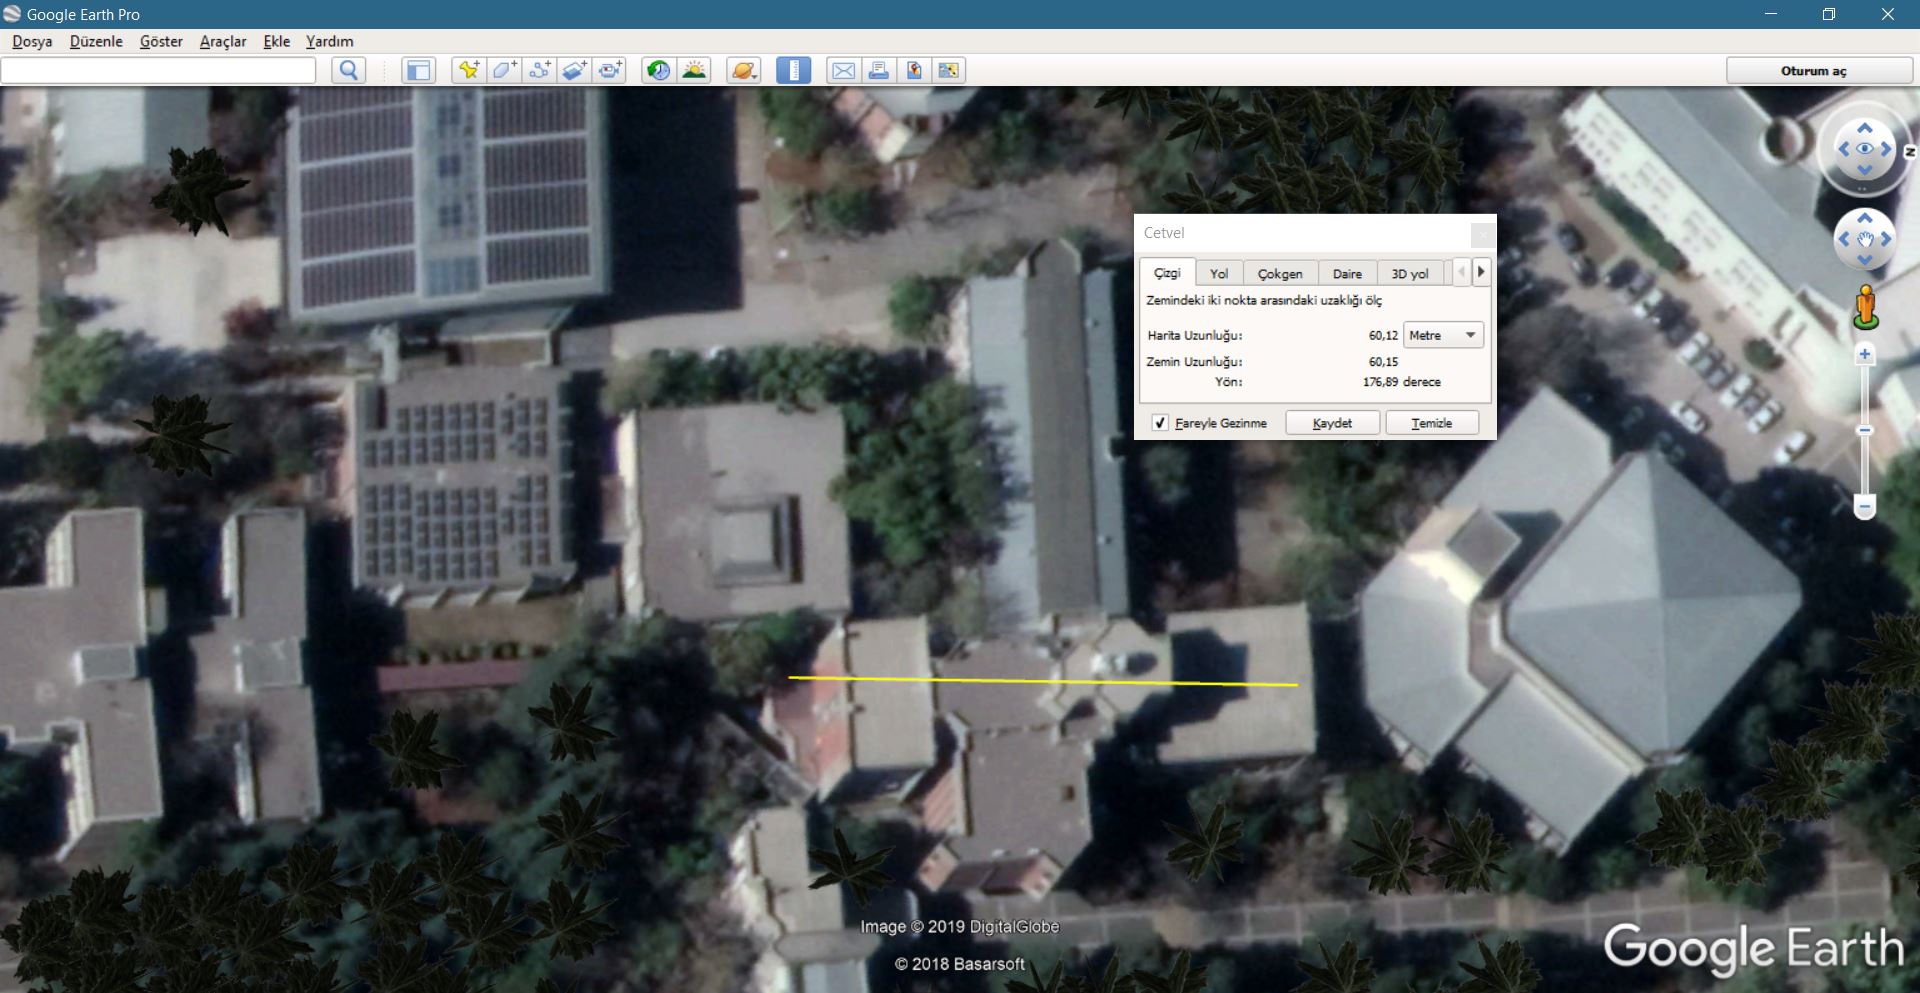 Google Earth Pro
Dosya Düzenle Göster Araçlar Ekle Yardım
Oturum aç
N
Cetvel
Çizgi Yol Çokgen Daire 3D yol
Zemindeki iki nokta arasındaki uzaklığı ölç
Harita Uzunluğu: 60,12 Metre
Zemin Uzunluğu: 60,15
Yön: 176,89 derece
Fareyle Gezinme Kaydet Temizle
Image © 2019 DigitalGlobe
© 2018 Basarsoft
Google Earth